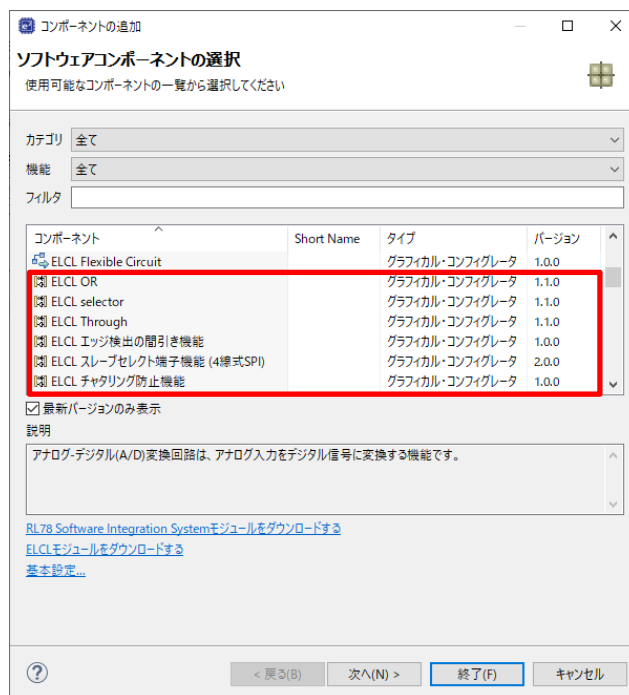 コンポーネントの追加
ソフトウェアコンポーネントの選択
使用可能なコンポーネントの一覧から選択してください
カテゴリ 全て
機能 全て
フィルタ
コンポーネント Short Name タイプ バージョン
ELCL Flexible Circuit グラフィカル・コンフィグレータ 1.0.0
ELCL OR グラフィカル・コンフィグレータ 1.1.0
ELCL selector グラフィカル・コンフィグレータ 1.1.0
ELCL Through グラフィカル・コンフィグレータ 1.1.0
ELCL エッジ検出の間引き機能 グラフィカル・コンフィグレータ 1.0.0
ELCL スレーブセレクト端子機能 (4線式SPI) グラフィカル・コンフィグレータ 2.0.0
ELCL チャタリング防止機能 グラフィカル・コンフィグレータ 1.0.0
最新バージョンのみ表示
説明
アナログ-デジタル(A/D)変換回路は、アナログ入力をデジタル信号に変換する機能です。
RL78 Software Integration Systemモジュールをダウンロードする
ELCLモジュールをダウンロードする
基本設定...
? < 戻る(B) 次へ(N) > 終了(F) キャンセル